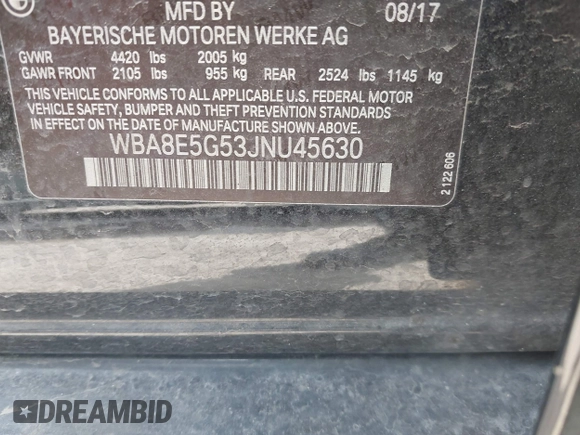 MFD BY 08/17
BAYERISCHE MOTOREN WERKE AG
GVWR 4420 lbs 2005 kg
GAWR FRONT 2105 lbs 955 kg REAR 2524 lbs 1145 kg
THIS VEHICLE CONFORMS TO ALL APPLICABLE U.S. FEDERAL MOTOR
VEHICLE SAFETY, BUMPER AND THEFT PREVENTION STANDARDS IN
EFFECT ON THE DATE OF MANUFACTURE SHOWN ABOVE.
WBA8E5G53JNU45630
2 122 606
DREAMBID